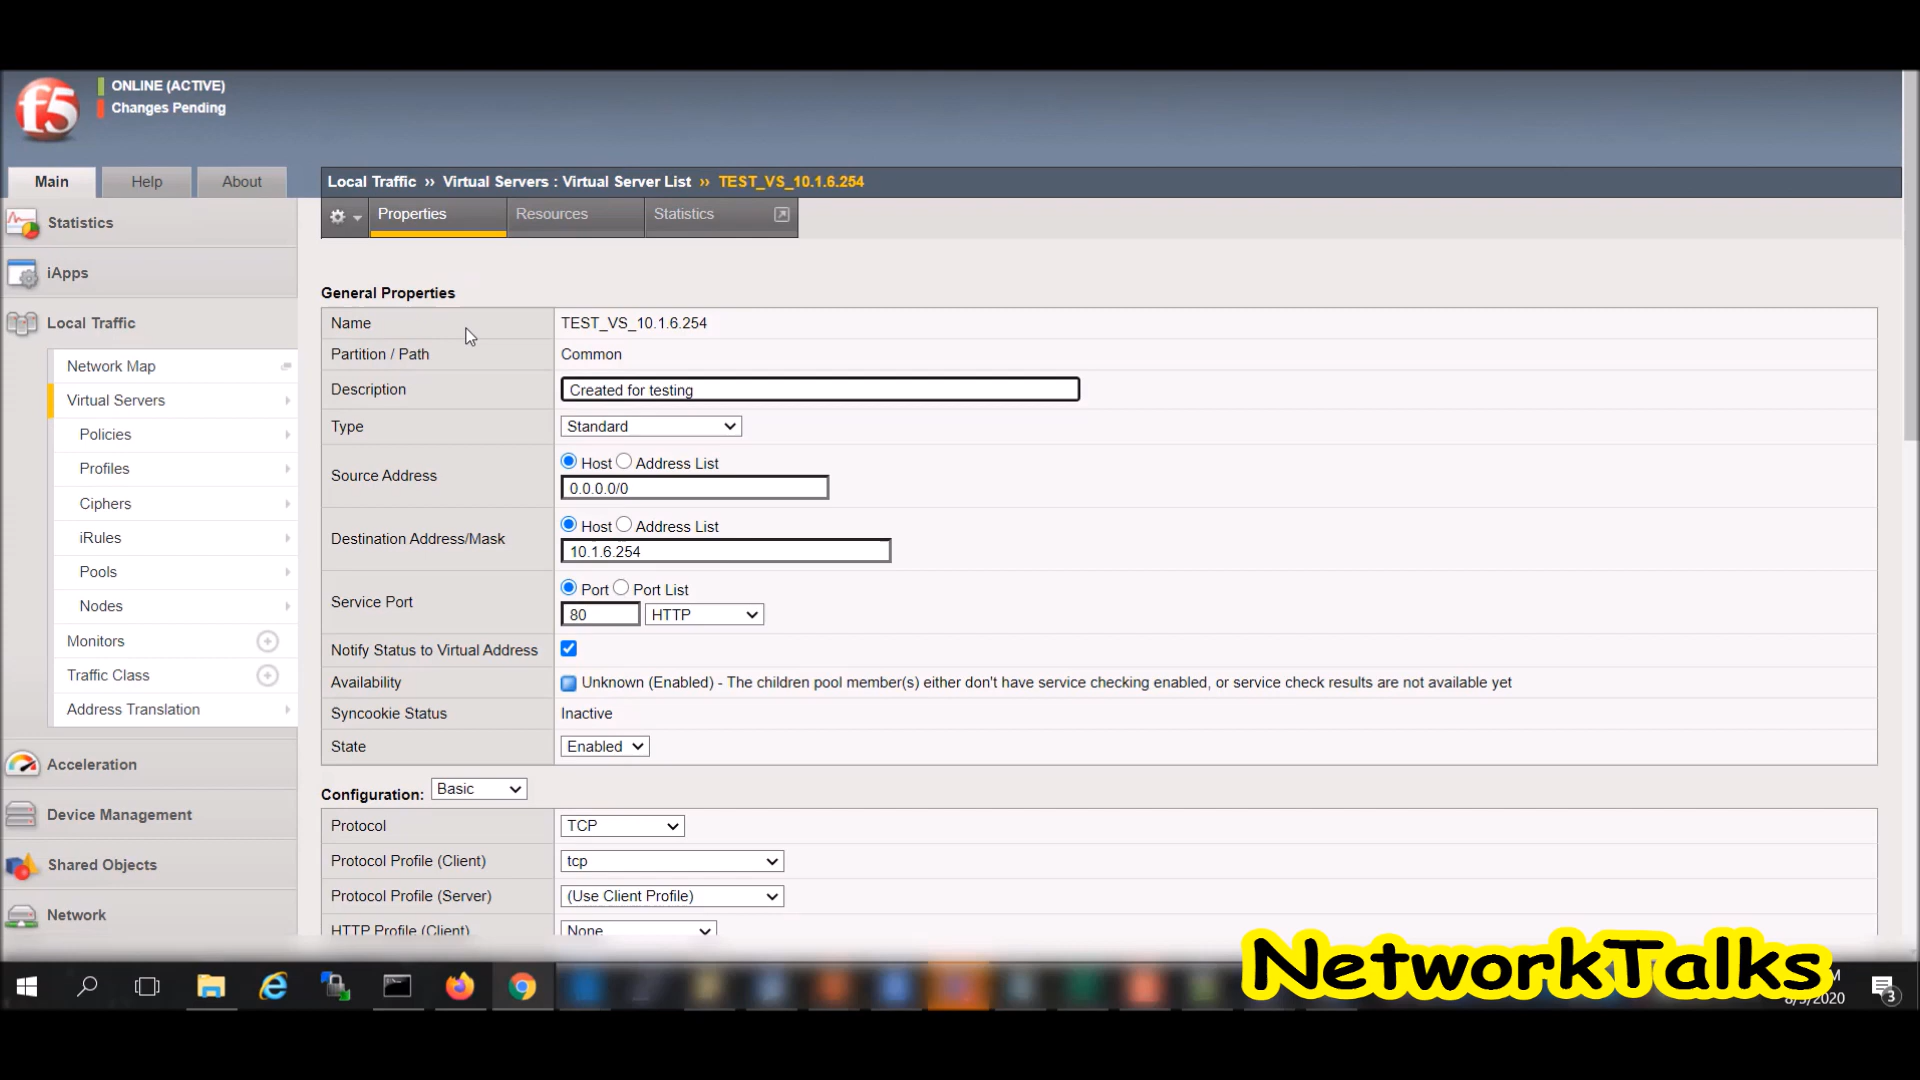 f5
ONLINE (ACTIVE)
Changes Pending
Main Help About
Local Traffic ›› Virtual Servers : Virtual Server List ›› TEST_VS_10.1.6.254
Properties Resources Statistics
Statistics
iApps
Local Traffic
Network Map
Virtual Servers
Policies
Profiles
Ciphers
iRules
Pools
Nodes
Monitors
Traffic Class
Address Translation
Acceleration
Device Management
Shared Objects
Network
General Properties
Name TEST_VS_10.1.6.254
Partition / Path Common
Description Created for testing
Type Standard
Source Address Host Address List
0.0.0.0/0
Destination Address/Mask Host Address List
10.1.6.254
Service Port Port Port List
80 HTTP
Notify Status to Virtual Address
Availability Unknown (Enabled) - The children pool member(s) either don't have service checking enabled, or service check results are not available yet
Syncookie Status Inactive
State Enabled
Configuration: Basic
Protocol TCP
Protocol Profile (Client) tcp
Protocol Profile (Server) (Use Client Profile)
HTTP Profile (Client) None
NetworkTalks
3